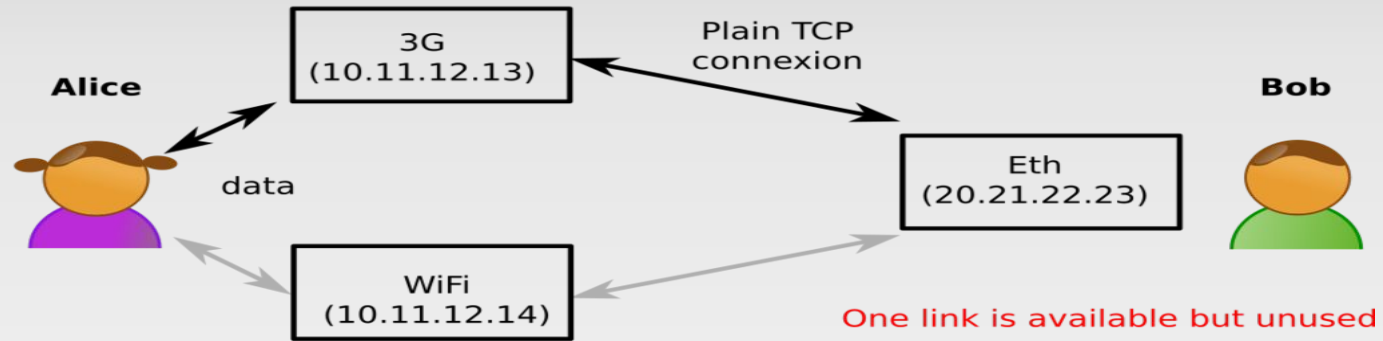 3G
(10.11.12.13)
Plain TCP
connexion
Alice
Bob
data
Eth
(20.21.22.23)
WiFi
(10.11.12.14)
One link is available but unused